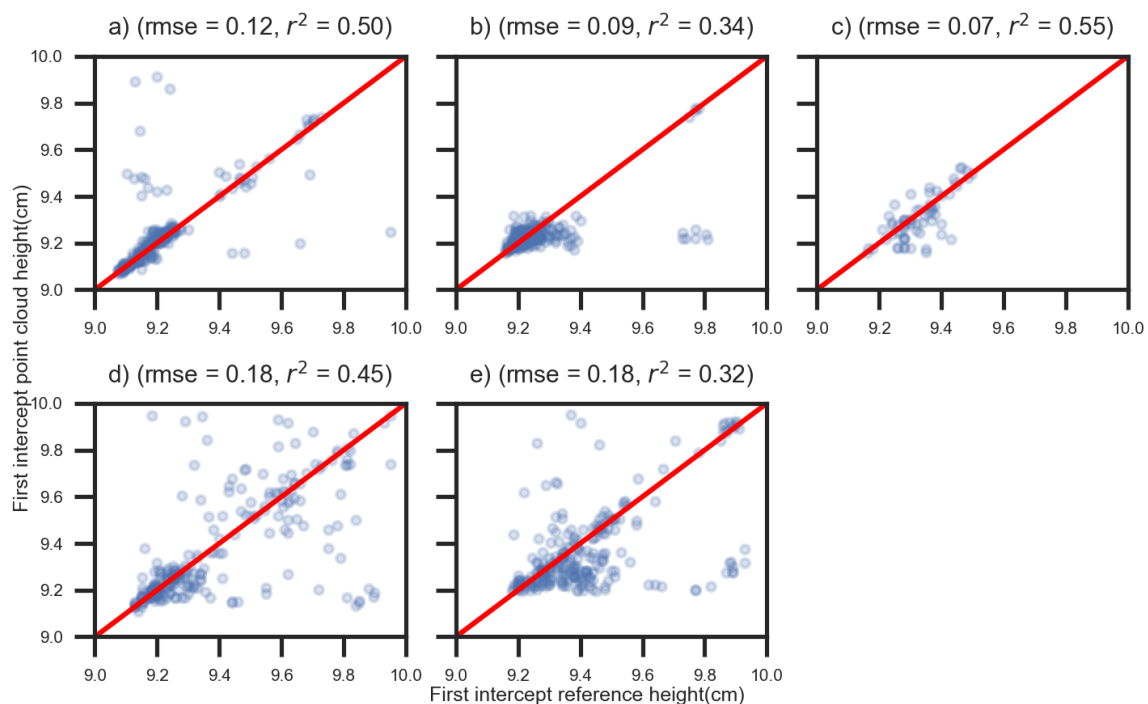 a) (rmse = 0.12, r² = 0.50)
b) (rmse = 0.09, r² = 0.34)
c) (rmse = 0.07, r² = 0.55)
10.0
9.8
9.6
9.4
9.2
9.0
9.0 9.2 9.4 9.6 9.8 10.0
9.0 9.2 9.4 9.6 9.8 10.0
9.0 9.2 9.4 9.6 9.8 10.0
First intercept point cloud height(cm)
d) (rmse = 0.18, r² = 0.45)
e) (rmse = 0.18, r² = 0.32)
10.0
9.8
9.6
9.4
9.2
9.0
9.0 9.2 9.4 9.6 9.8 10.0
9.0 9.2 9.4 9.6 9.8 10.0
First intercept reference height(cm)